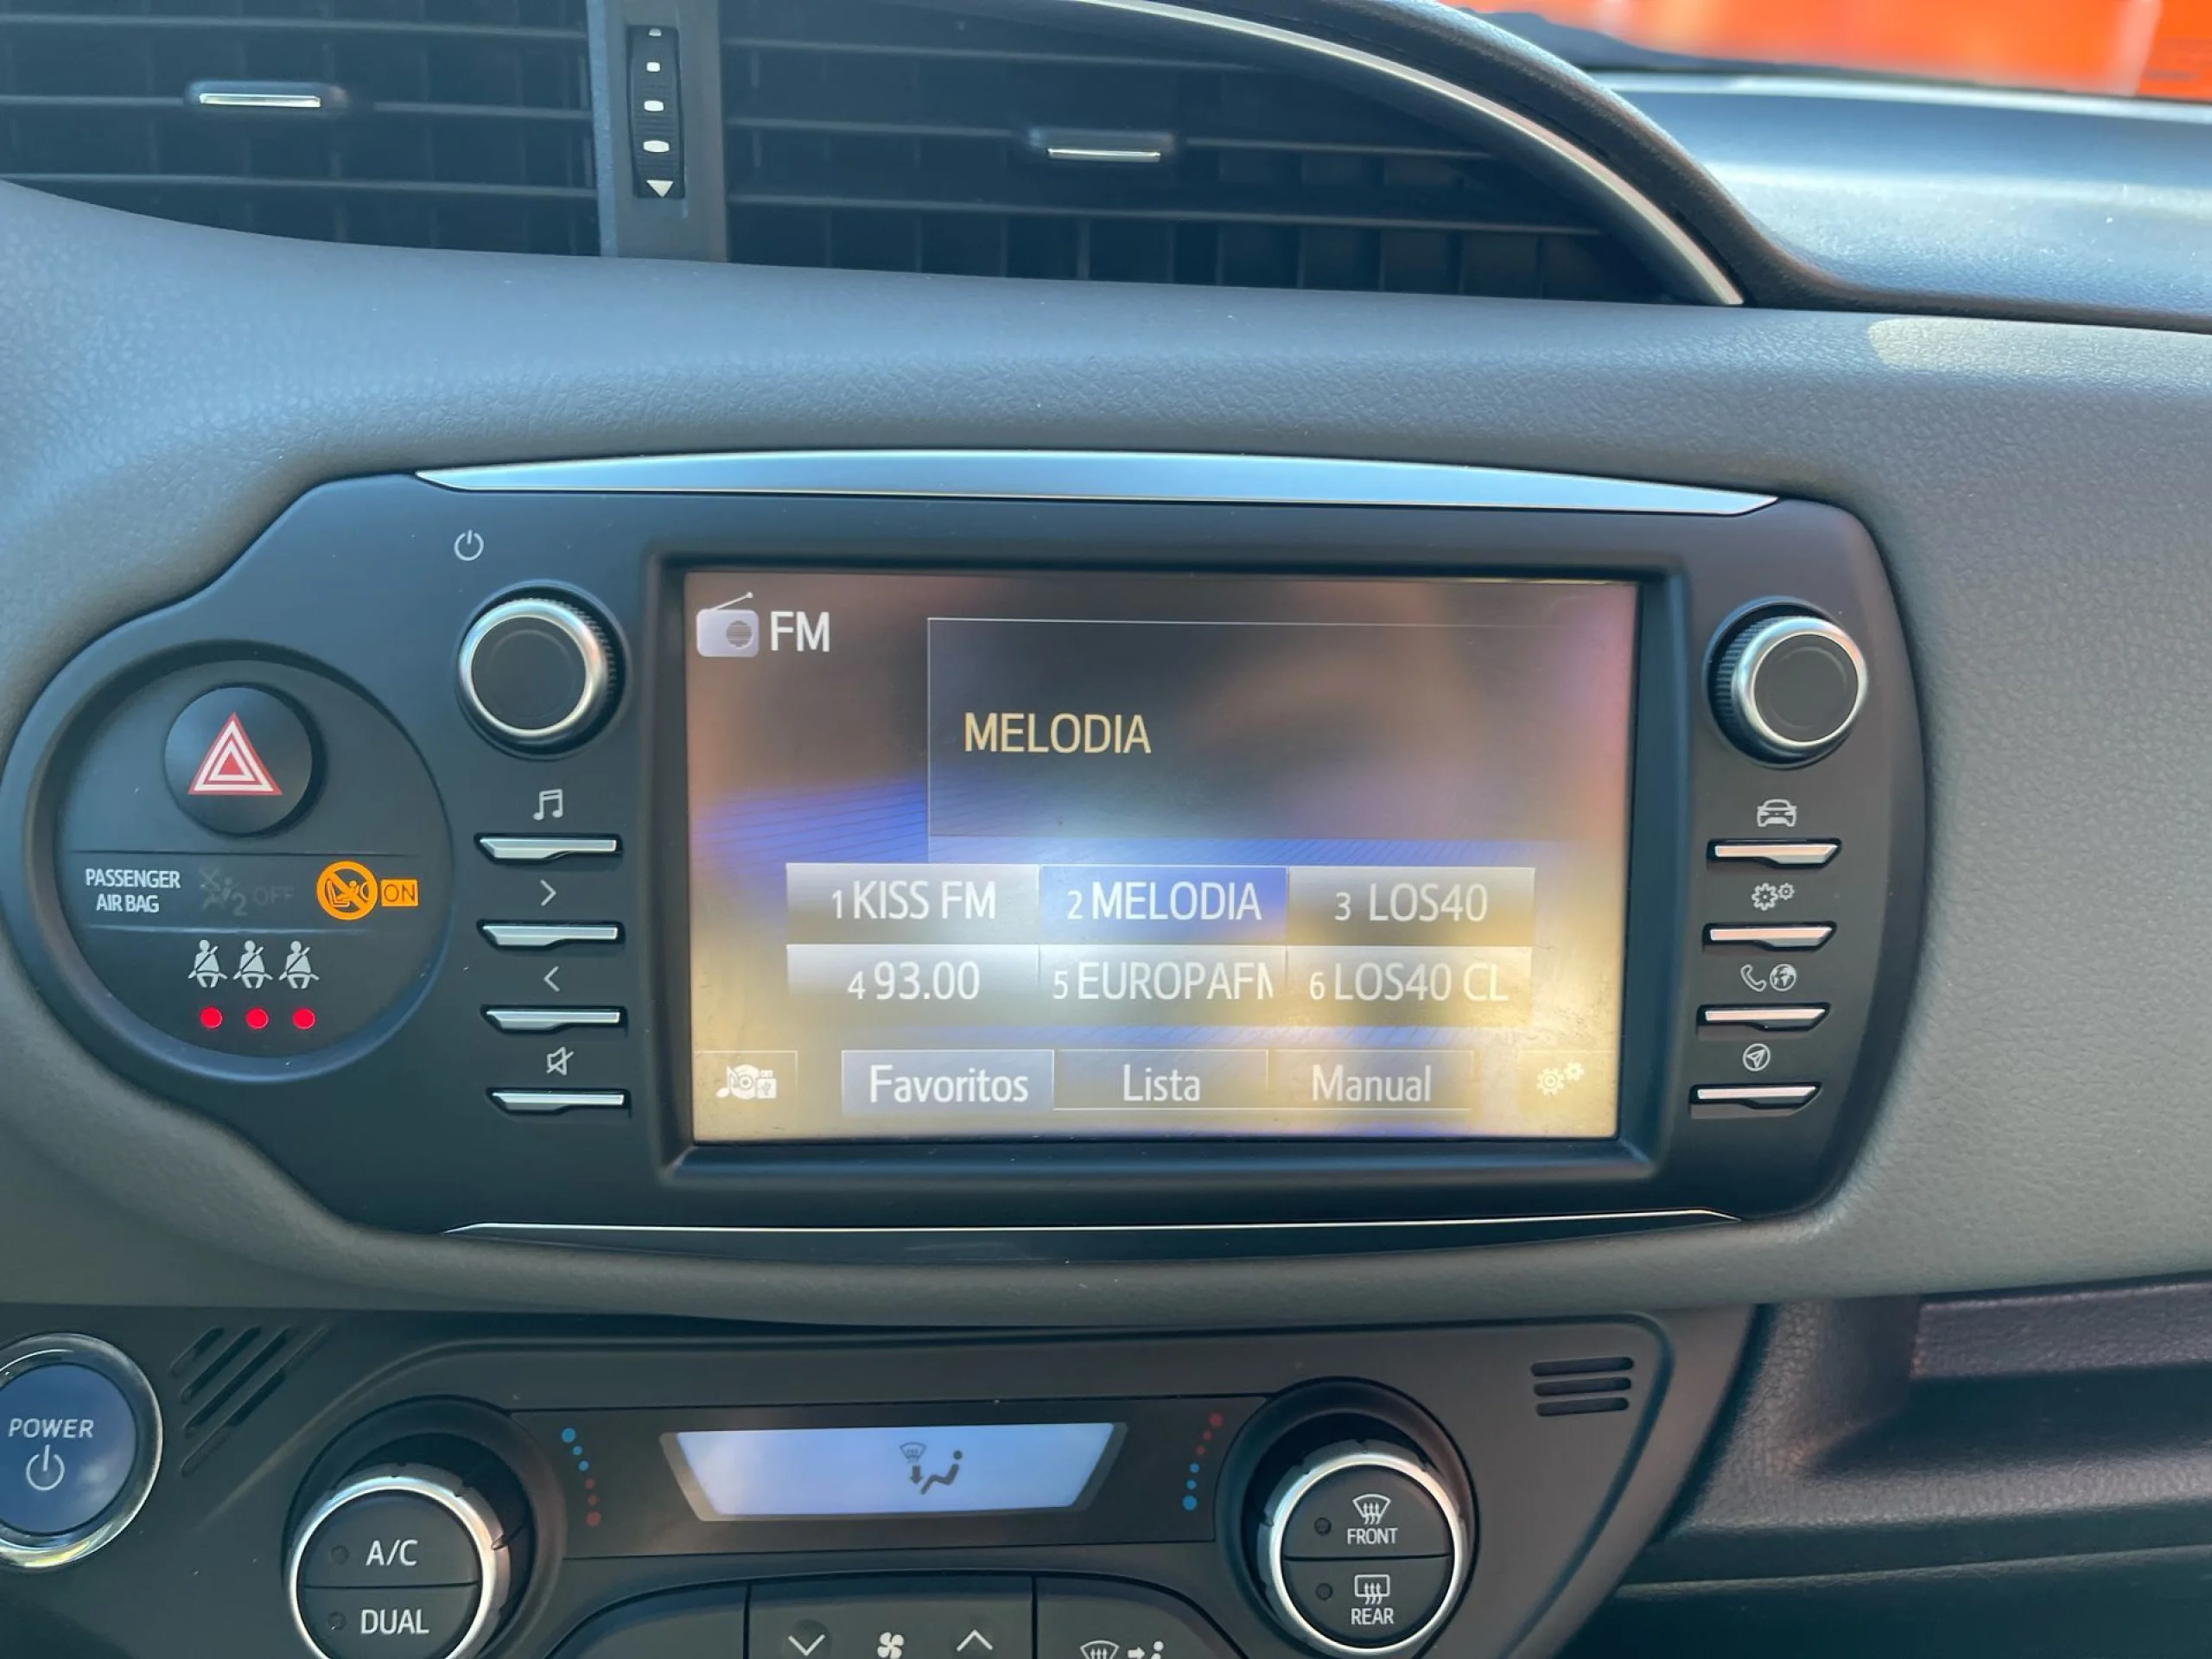 FM
MELODIA
1 KISS FM
2 MELODIA
3 LOS40
4 93.00
5 EUROPAFM
6 LOS40 CL
Favoritos
Lista
Manual
PASSENGER
AIR BAG
2 OFF
ON
POWER
A/C
DUAL
FRONT
REAR